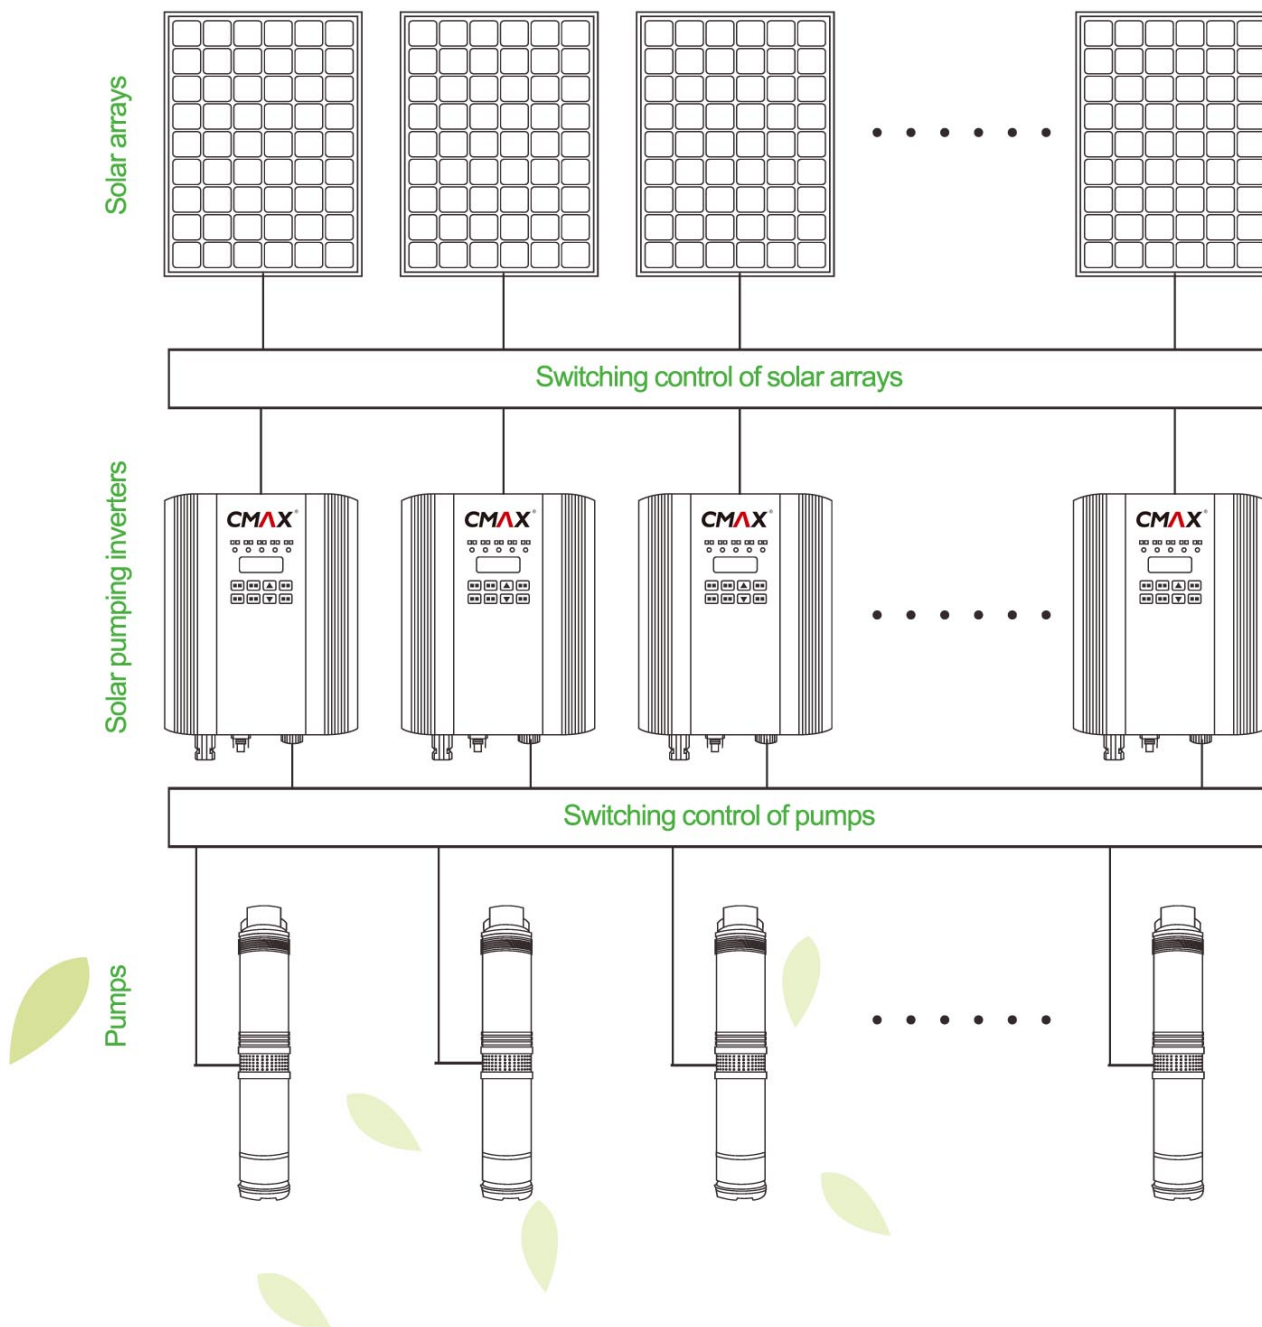 Solar arrays
Switching control of solar arrays
Solar pumping inverters
CMAX®
CMAX®
CMAX®
CMAX®
Switching control of pumps
Pumps